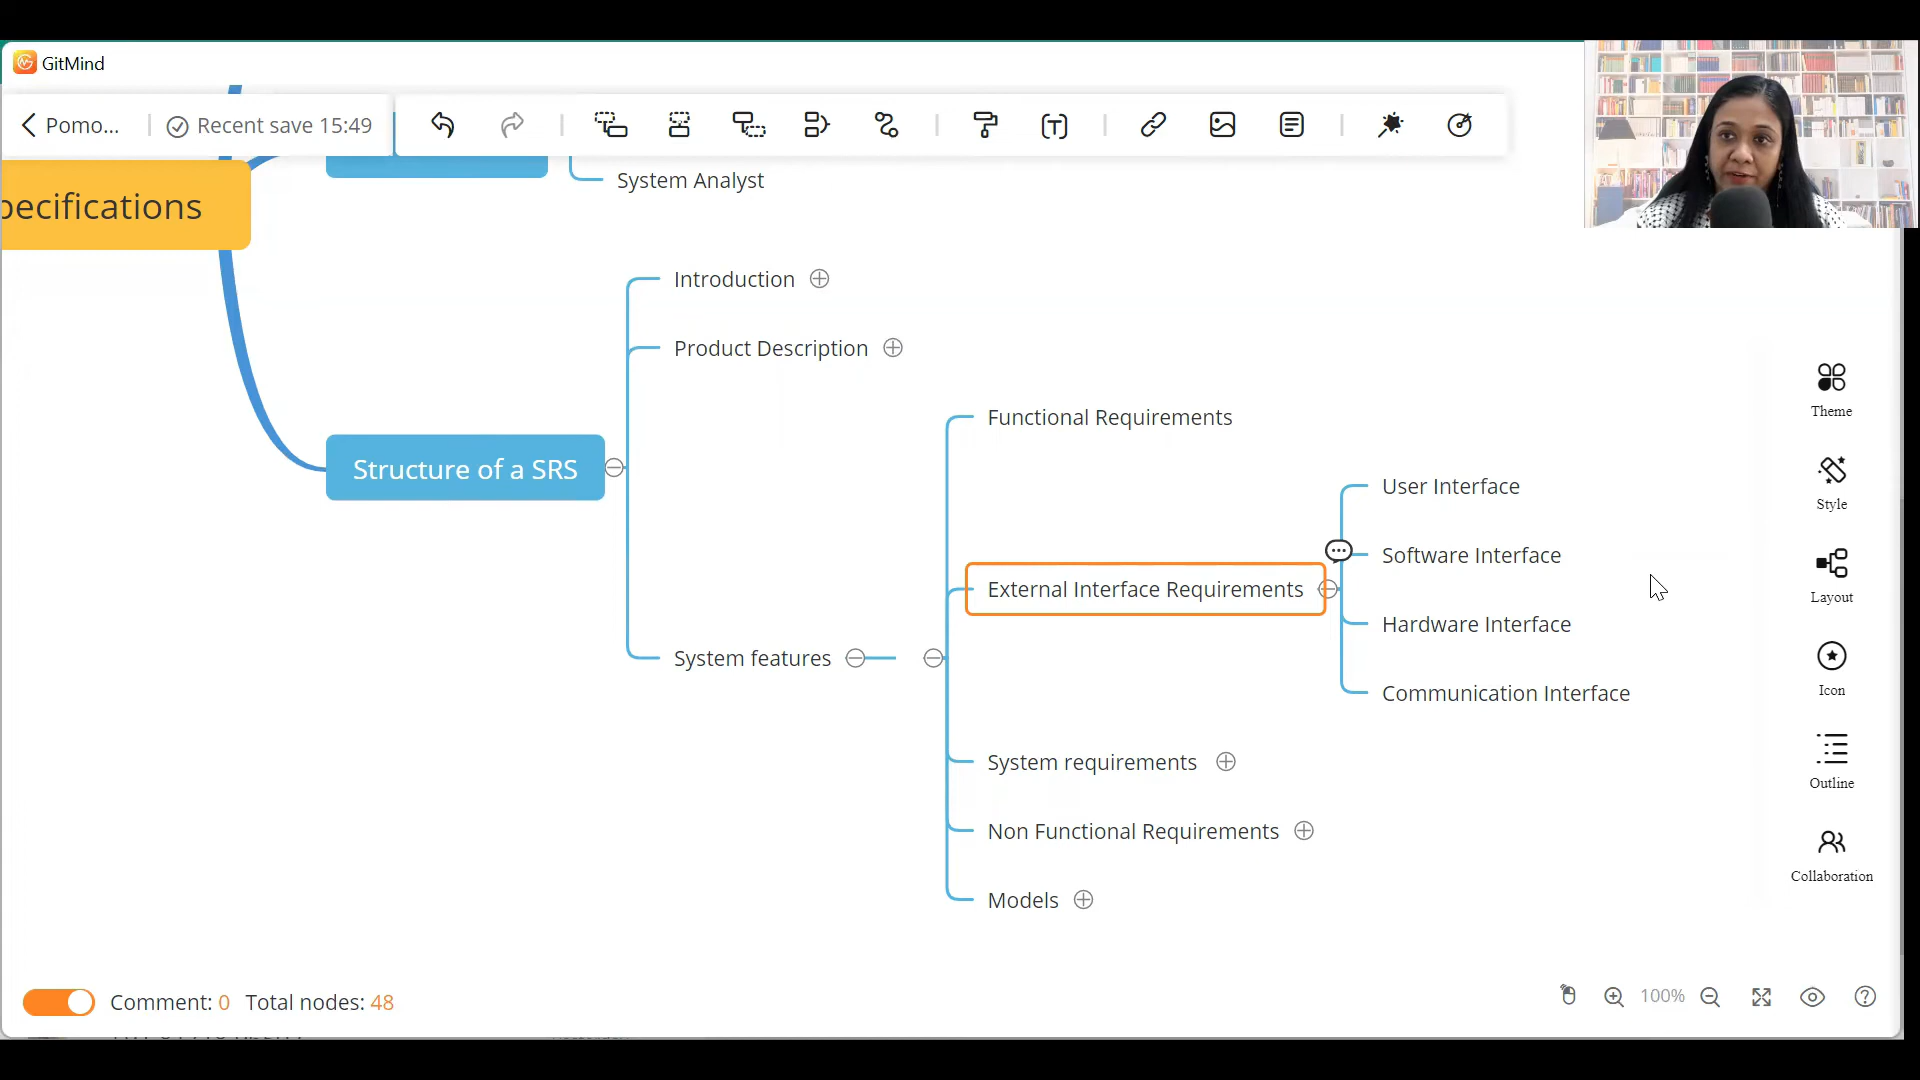 GitMind
Pomo...
Recent save 15:49
System Analyst
pecifications
Introduction
Product Description
Functional Requirements
Structure of a SRS
User Interface
Software Interface
External Interface Requirements
Hardware Interface
System features
Communication Interface
System requirements
Non Functional Requirements
Models
Theme
Style
Layout
Icon
Outline
Collaboration
Comment: 0 Total nodes: 48
100%